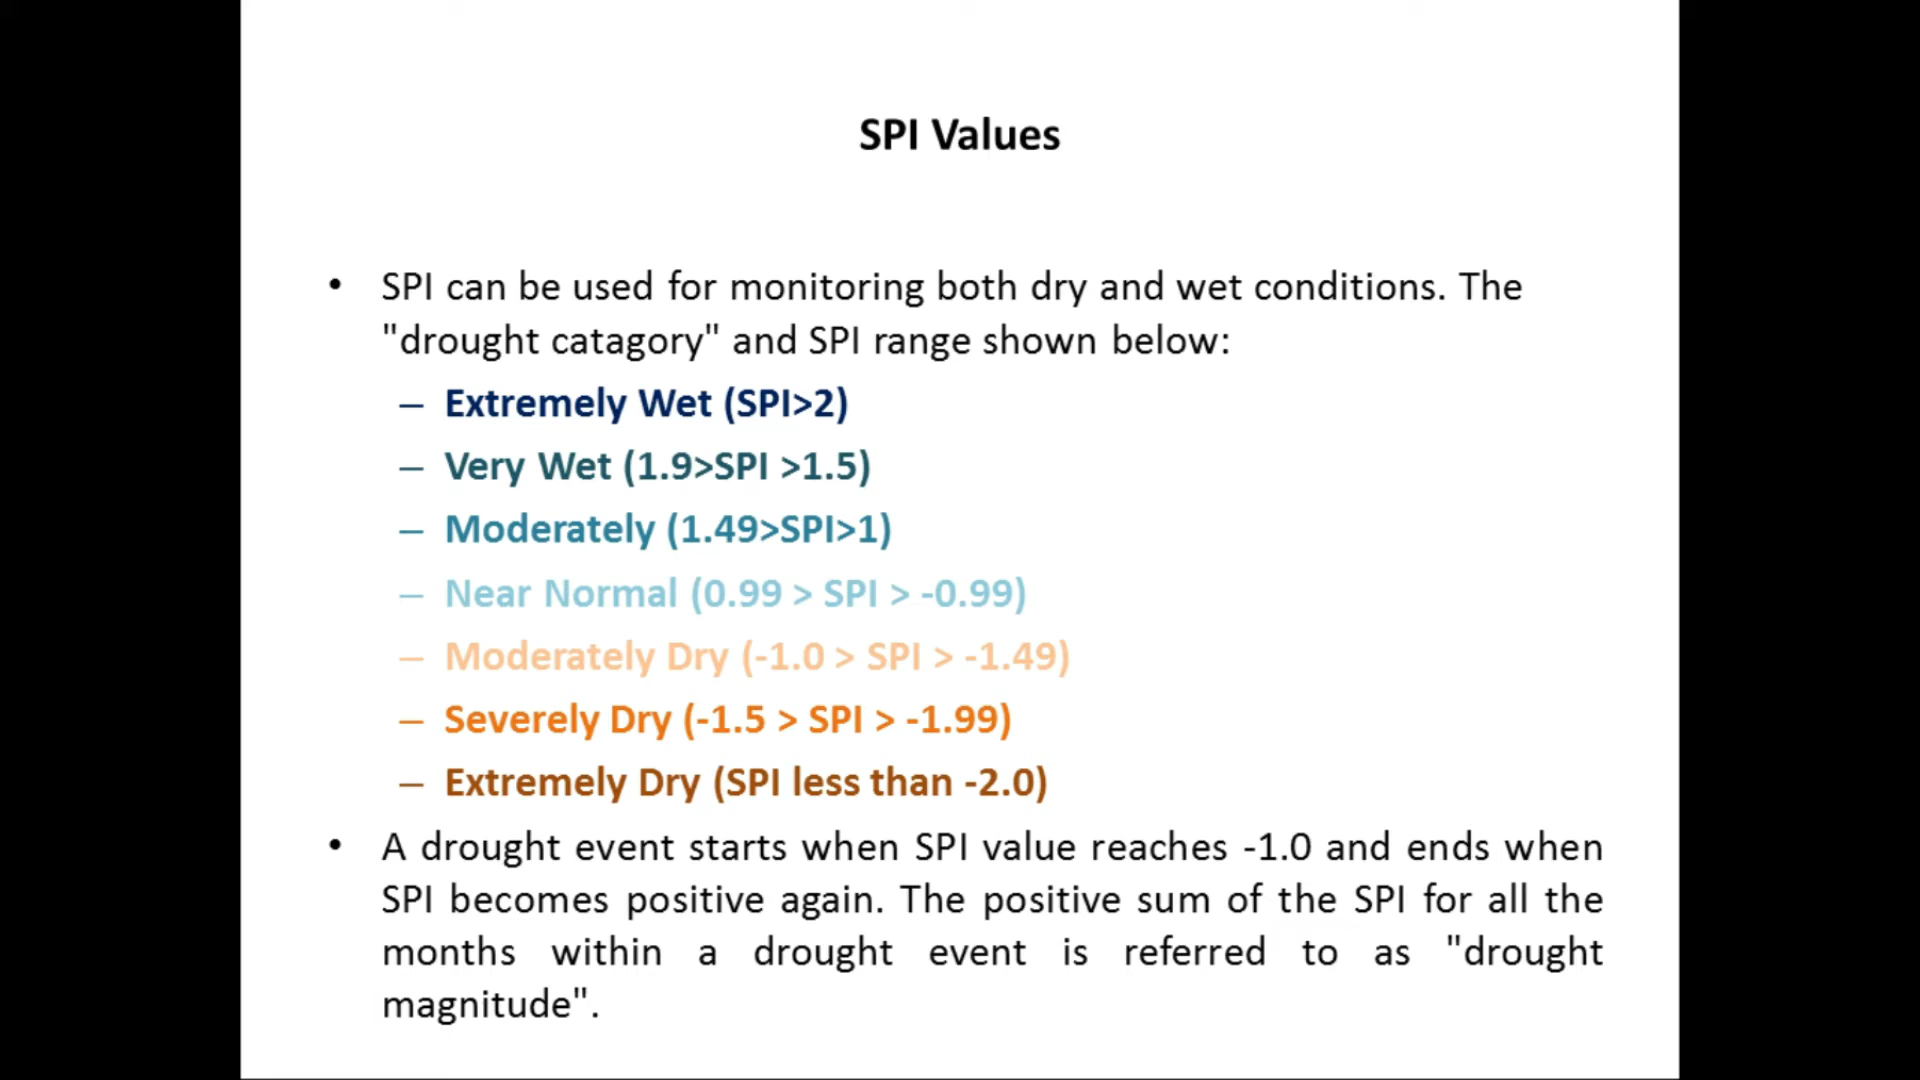 SPI Values
• SPI can be used for monitoring both dry and wet conditions. The
"drought catagory" and SPI range shown below:
– Extremely Wet (SPI>2)
– Very Wet (1.9>SPI >1.5)
– Moderately (1.49>SPI>1)
– Near Normal (0.99 > SPI > -0.99)
– Moderately Dry (-1.0 > SPI > -1.49)
– Severely Dry (-1.5 > SPI > -1.99)
– Extremely Dry (SPI less than -2.0)
• A drought event starts when SPI value reaches -1.0 and ends when
SPI becomes positive again. The positive sum of the SPI for all the
months within a drought event is referred to as "drought
magnitude".